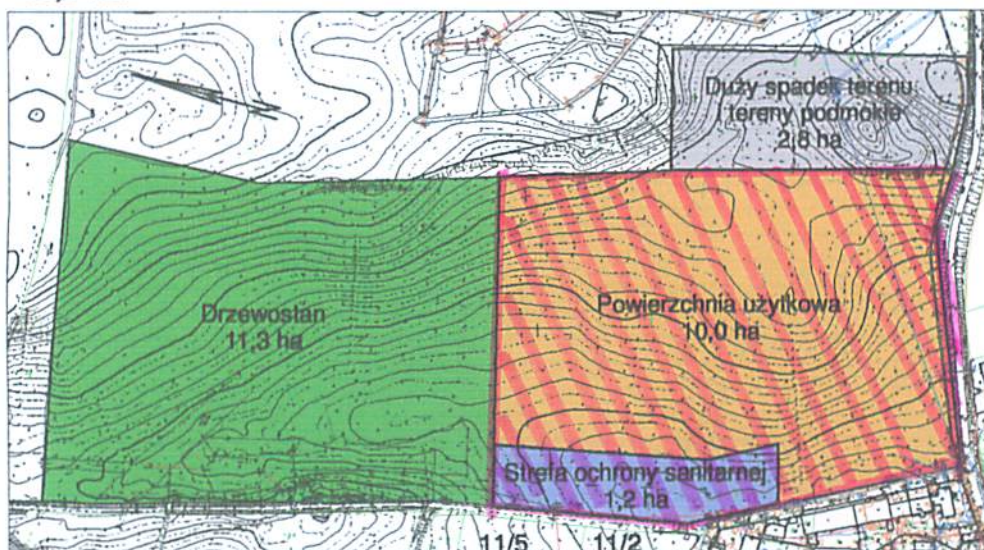 Duży spadek terenu
i tereny podmokłe
2,8 ha
Drzewostan
11,3 ha
Powierzchnia użytkowa
10,0 ha
Strefa ochrony sanitarnej
1,2 ha
11/5
11/2